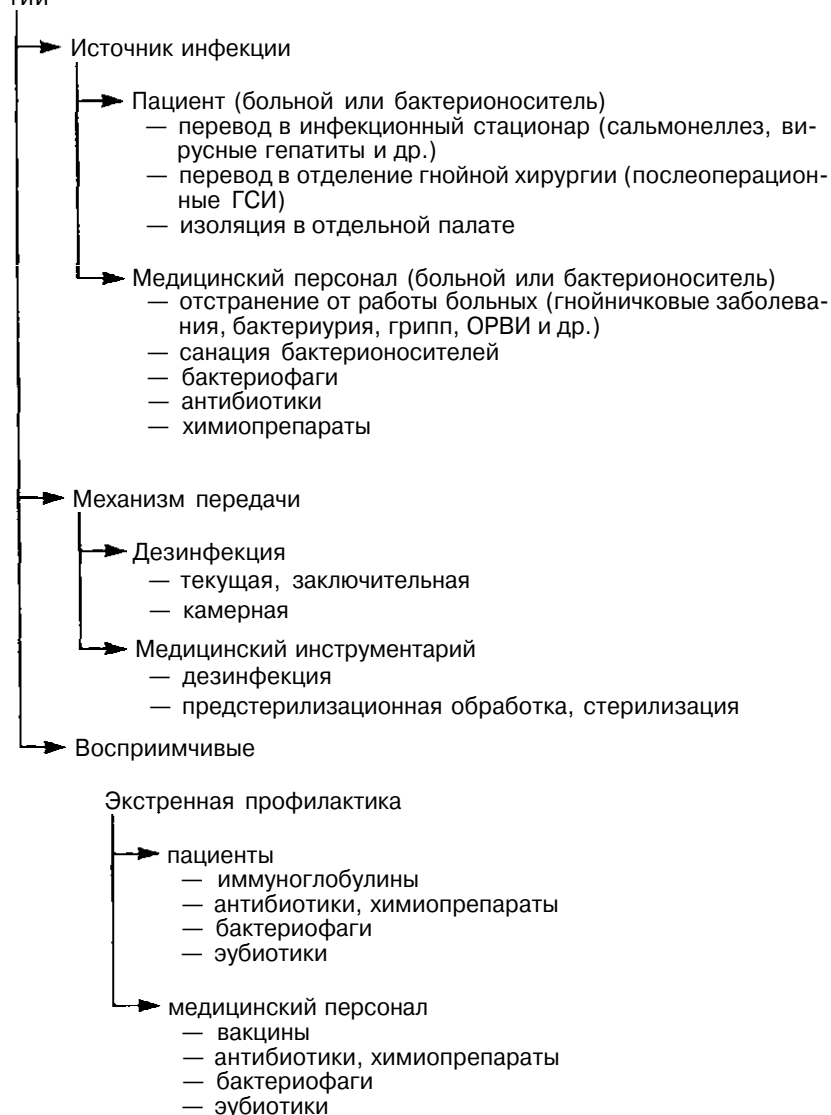 Источник инфекции
Пациент (больной или бактерионоситель)
— перевод в инфекционный стационар (сальмонеллез, ви-
русные гепатиты и др.)
— перевод в отделение гнойной хирургии (послеоперацион-
ные ГСИ)
— изоляция в отдельной палате
Медицинский персонал (больной или бактерионоситель)
— отстранение от работы больных (гнойничковые заболева-
ния, бактериурия, грипп, ОРВИ и др.)
— санация бактерионосителей
— бактериофаги
— антибиотики
— химиопрепараты
Механизм передачи
Дезинфекция
— текущая, заключительная
— камерная
Медицинский инструментарий
— дезинфекция
— предстерилизационная обработка, стерилизация
Восприимчивые
Экстренная профилактика
пациенты
— иммуноглобулины
— антибиотики, химиопрепараты
— бактериофаги
— эубиотики
медицинский персонал
— вакцины
— антибиотики, химиопрепараты
— бактериофаги
— эубиотики